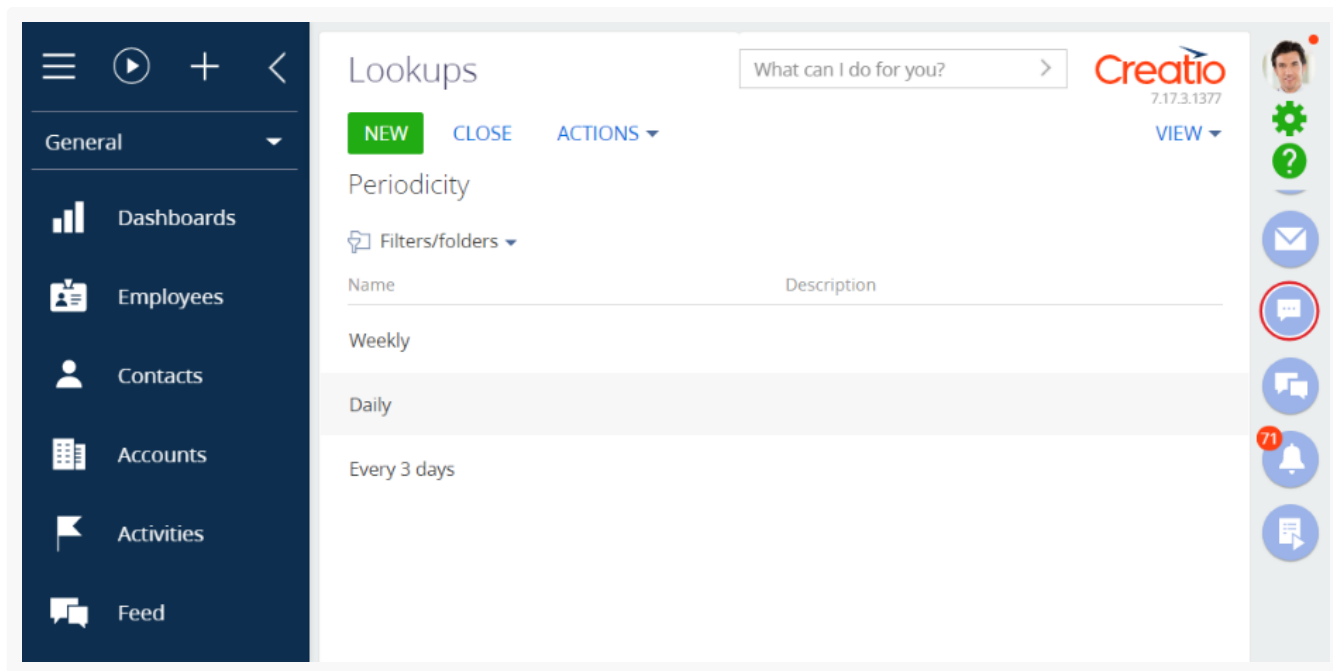 General
Dashboards
Employees
Contacts
Accounts
Activities
Feed
Lookups
What can I do for you?
Creatio
7.17.3.1377
NEW CLOSE ACTIONS VIEW
Periodicity
Filters/folders
Name Description
Weekly
Daily
Every 3 days
?
71